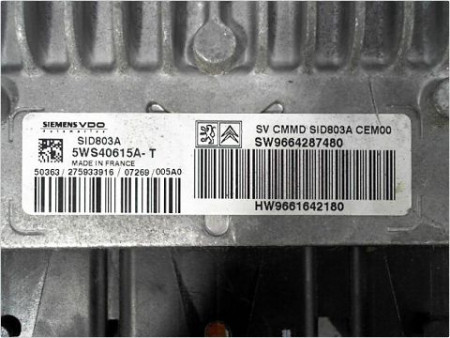 SIEMENS VDO
Automotive
SID803A
5WS40615A-T
MADE IN FRANCE
50363/275933916/07269/005A0
SV CMMD SID803A CEM00
SW9664287480
HW9661642180